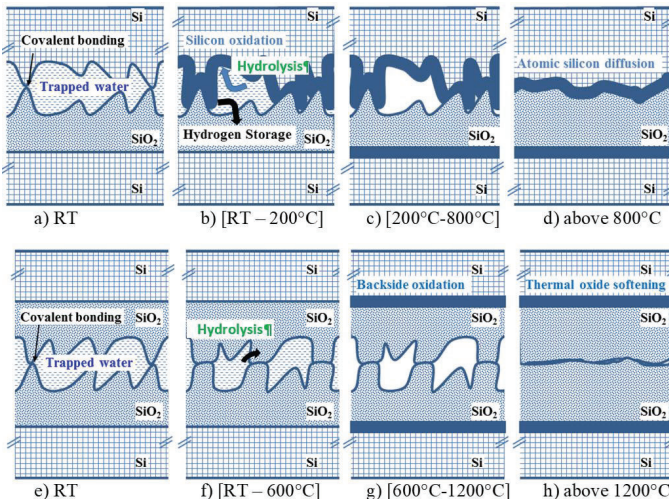 Si
Covalent bonding
Trapped water
SiO2
Si
a) RT
Si
Silicon oxidation
Hydrolysis¶
Hydrogen Storage
SiO2
Si
b) [RT – 200°C]
Si
SiO2
Si
c) [200°C-800°C]
Si
Atomic silicon diffusion
SiO2
Si
d) above 800°C
Si
Covalent bonding
SiO2
Trapped water
SiO2
Si
e) RT
Si
SiO2
Hydrolysis¶
SiO2
Si
f) [RT – 600°C]
Si
Backside oxidation
SiO2
SiO2
Si
g) [600°C-1200°C]
Si
Thermal oxide softening
SiO2
SiO2
Si
h) above 1200°C